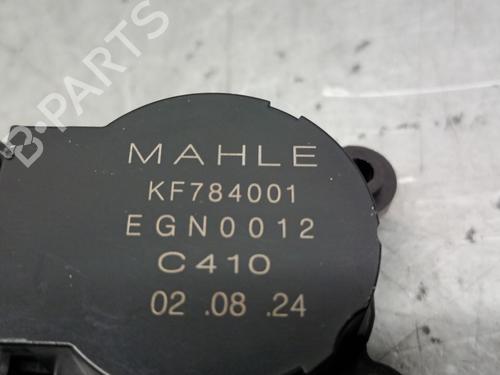 B-PARTS
MAHLE
KF784001
EGN0012
C410
02 .08 .24